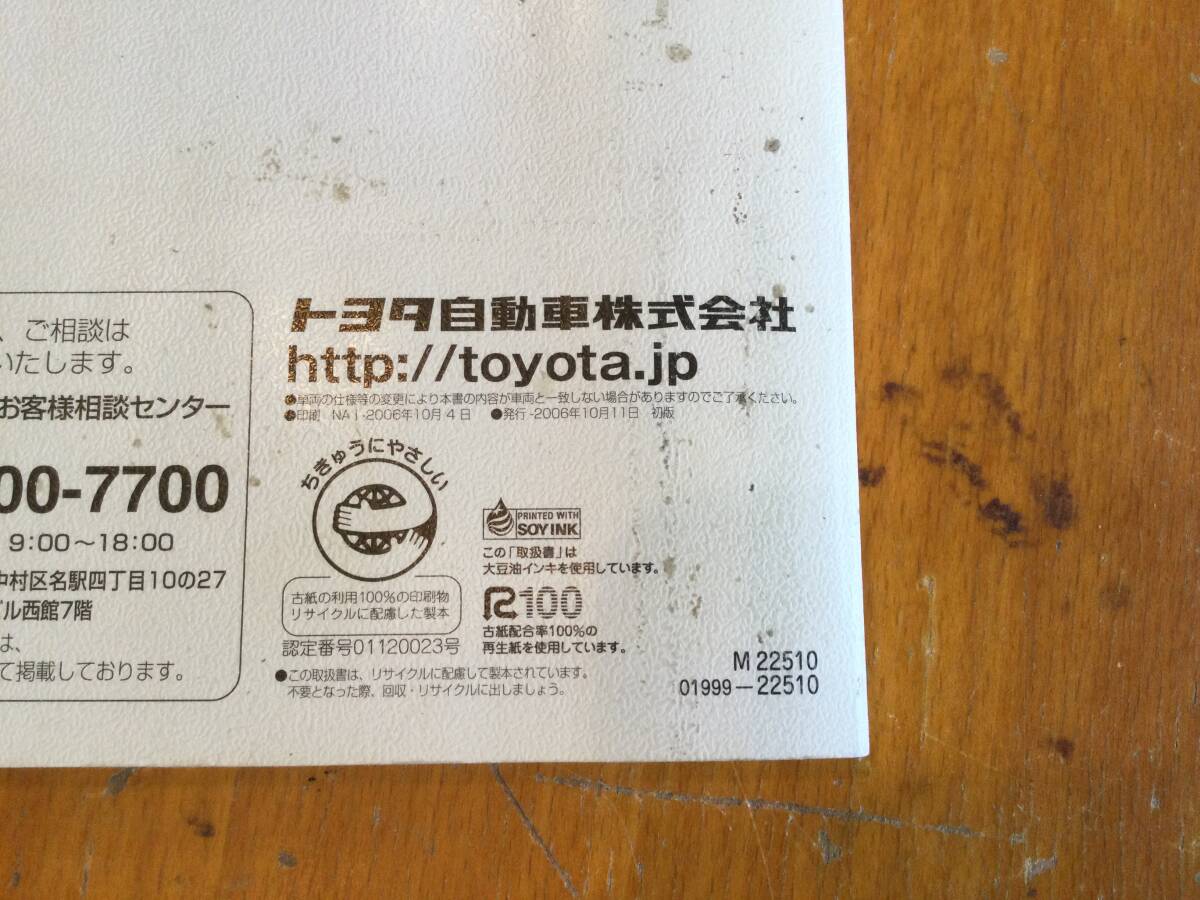 、ご相談は
いたします。
お客様相談センター
00-7700
9:00～18:00
中村区名駅四丁目10の27
ル西館7階
は、
て掲載しております。
トヨタ自動車株式会社
http://toyota.jp
●車両の仕様等の変更により本書の内容が車両と一致しない場合がありますのでご了承ください。
●印刷 NAI-2006年10月4日 ●発行-2006年10月11日 初版
ちきゅうにやさしい
古紙の利用100%の印刷物
リサイクルに配慮した製本
認定番号01120023号
PRINTED WITH
SOY INK
この「取扱書」は
大豆油インキを使用しています。
R100
古紙配合率100%の
再生紙を使用しています。
●この取扱書は、リサイクルに配慮して製本されています。
不要となった際、回収・リサイクルに出しましょう。
M 22510
01999-22510